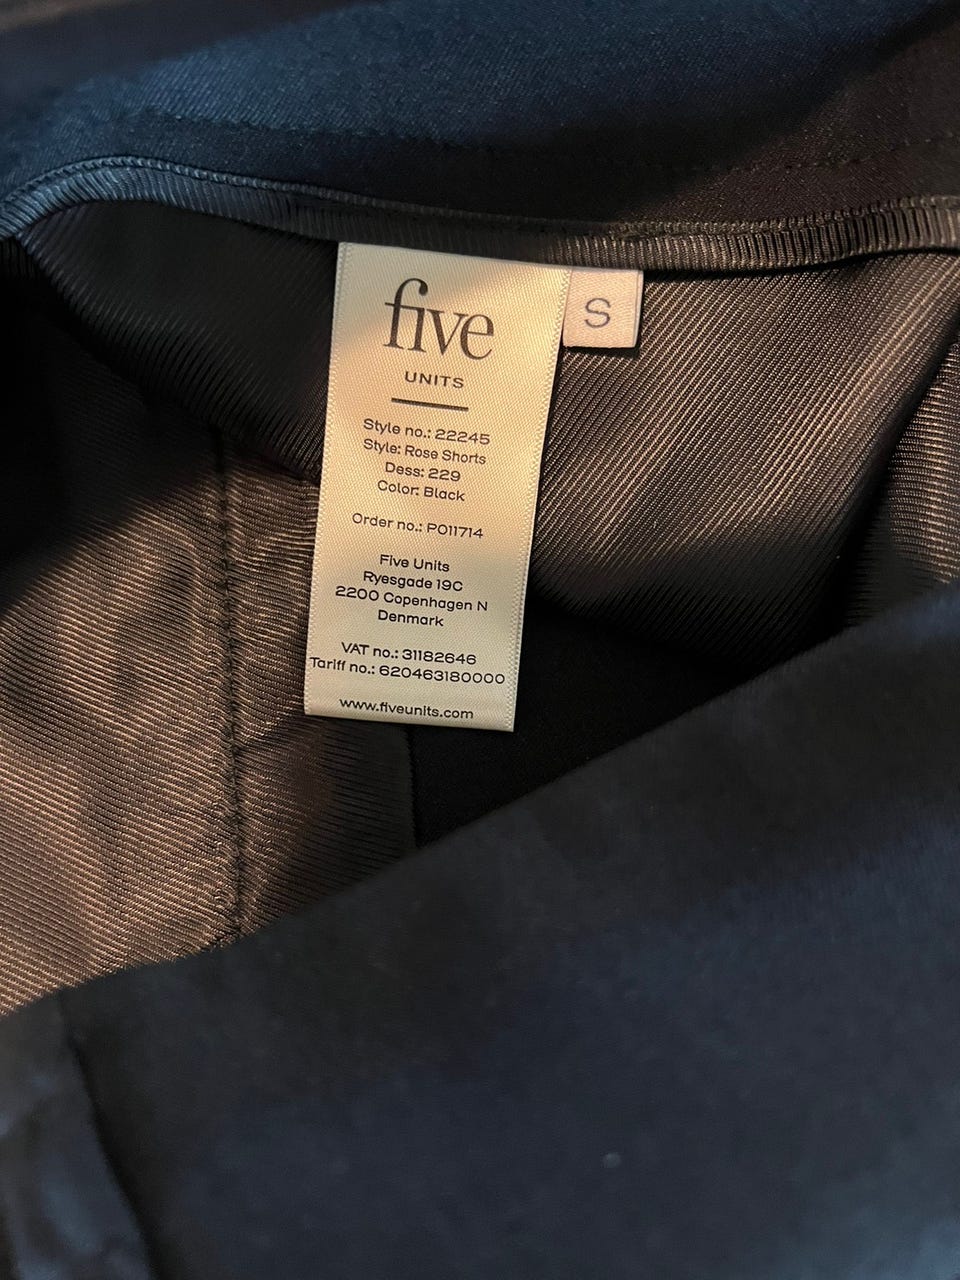 five
UNITS
S
Style no.: 22245
Style: Rose Shorts
Dess: 229
Color: Black
Order no.: PO11714
Five Units
Ryesgade 19C
2200 Copenhagen N
Denmark
VAT no.: 31182646
Tariff no.: 620463180000
www.fiveunits.com